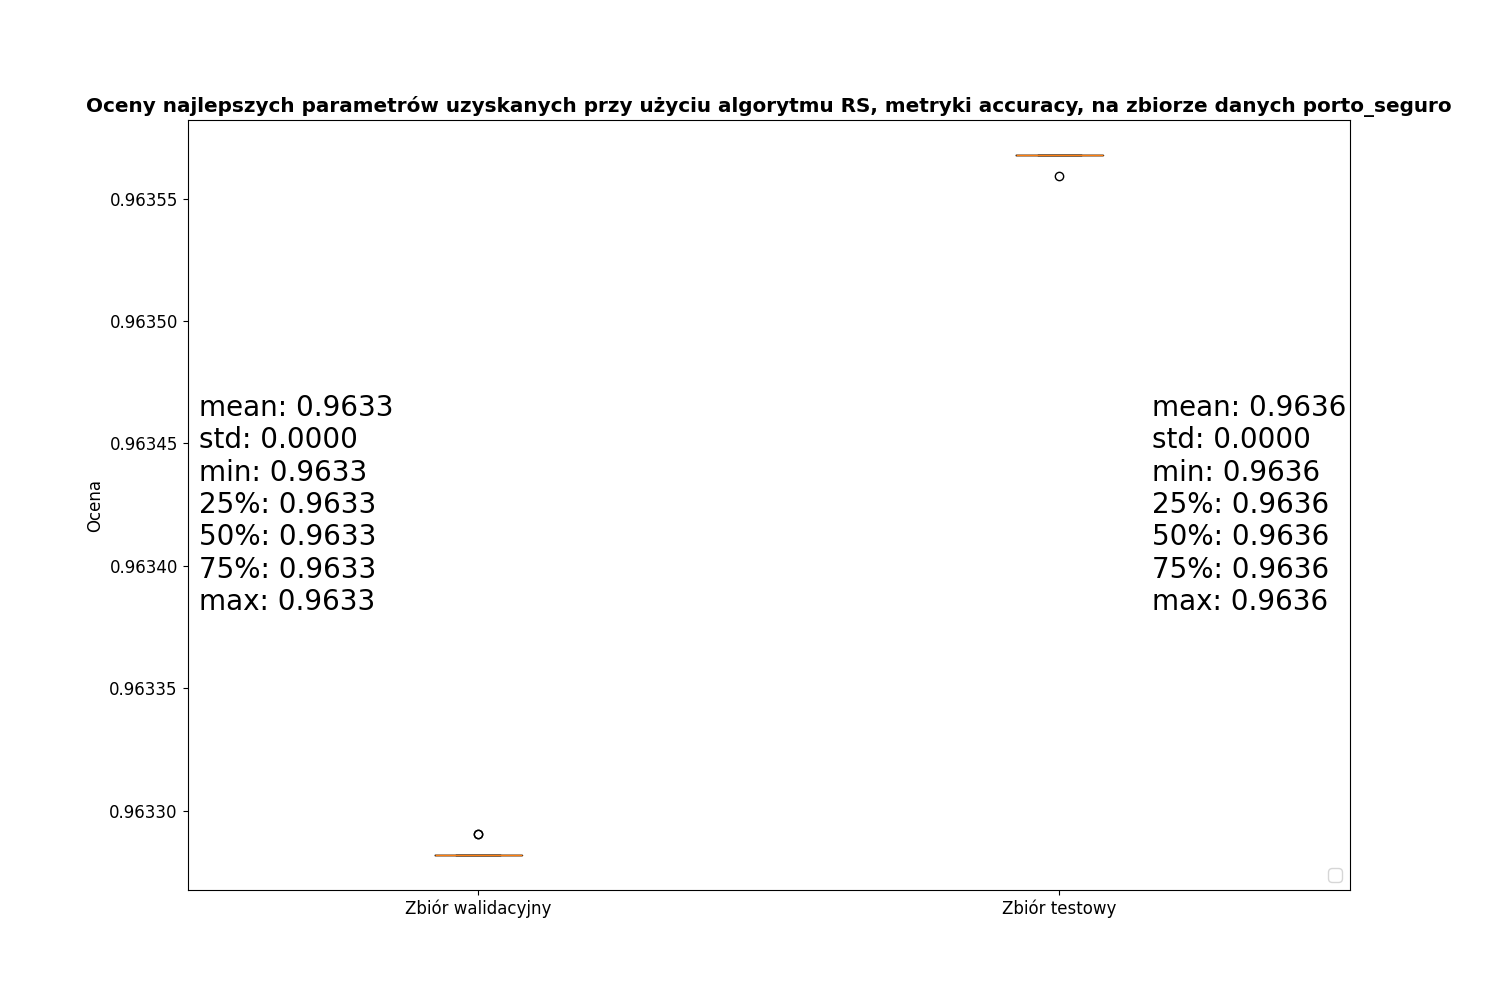 Oceny najlepszych parametrów uzyskanych przy użyciu algorytmu RS, metryki accuracy, na zbiorze danych porto_seguro
0.96355
0.96350
0.96345
0.96340
0.96335
0.96330
Ocena
mean: 0.9633
std: 0.0000
min: 0.9633
25%: 0.9633
50%: 0.9633
75%: 0.9633
max: 0.9633
mean: 0.9636
std: 0.0000
min: 0.9636
25%: 0.9636
50%: 0.9636
75%: 0.9636
max: 0.9636
Zbiór walidacyjny
Zbiór testowy